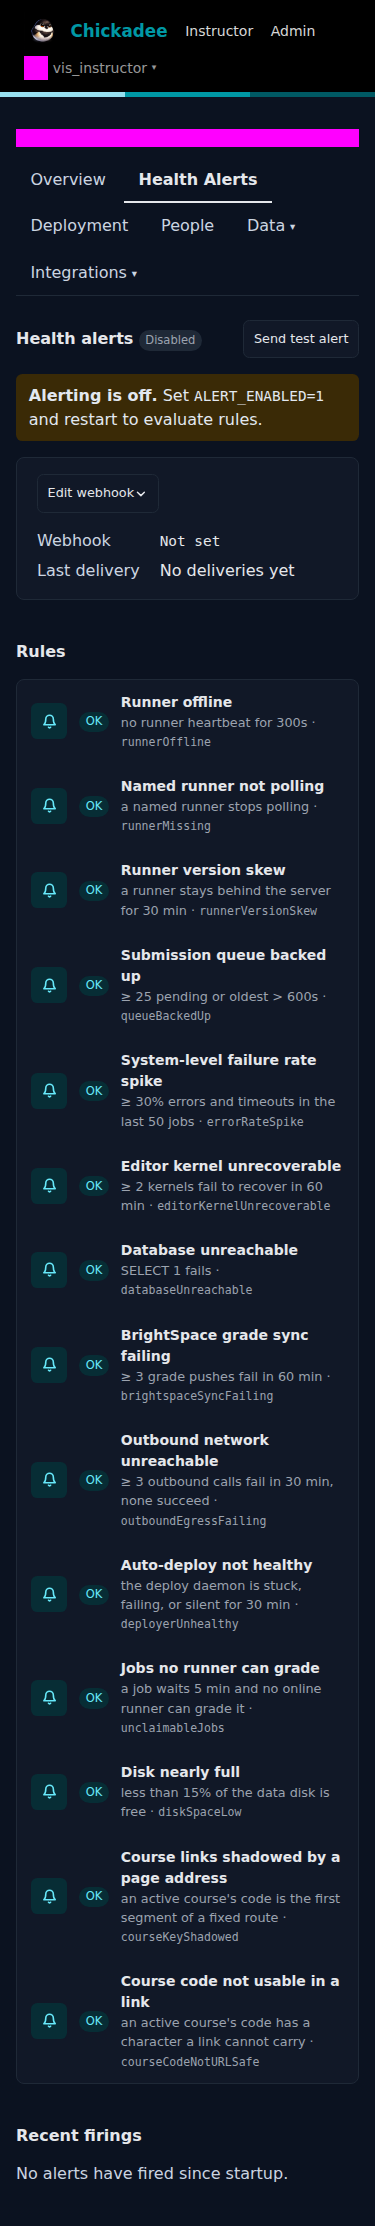 Chickadee Instructor Admin
vis_instructor ▾
Overview Health Alerts
Deployment People Data ▾
Integrations ▾
Health alerts Disabled Send test alert
Alerting is off. Set ALERT_ENABLED=1
and restart to evaluate rules.
Edit webhook
Webhook Not set
Last delivery No deliveries yet
Rules
Runner offline
OK no runner heartbeat for 300s ·
runnerOffline
Named runner not polling
OK a named runner stops polling ·
runnerMissing
Runner version skew
OK a runner stays behind the server
for 30 min · runnerVersionSkew
Submission queue backed
up
OK ≥ 25 pending or oldest > 600s ·
queueBackedUp
System-level failure rate
spike
OK ≥ 30% errors and timeouts in the
last 50 jobs · errorRateSpike
Editor kernel unrecoverable
OK ≥ 2 kernels fail to recover in 60
min · editorKernelUnrecoverable
Database unreachable
OK SELECT 1 fails ·
databaseUnreachable
BrightSpace grade sync
failing
OK ≥ 3 grade pushes fail in 60 min ·
brightspaceSyncFailing
Outbound network
unreachable
OK ≥ 3 outbound calls fail in 30 min,
none succeed ·
outboundEgressFailing
Auto-deploy not healthy
OK the deploy daemon is stuck,
failing, or silent for 30 min ·
deployerUnhealthy
Jobs no runner can grade
OK a job waits 5 min and no online
runner can grade it ·
unclaimableJobs
Disk nearly full
OK less than 15% of the data disk is
free · diskSpaceLow
Course links shadowed by a
page address
OK an active course's code is the first
segment of a fixed route ·
courseKeyShadowed
Course code not usable in a
link
OK an active course's code has a
character a link cannot carry ·
courseCodeNotURLSafe
Recent firings
No alerts have fired since startup.